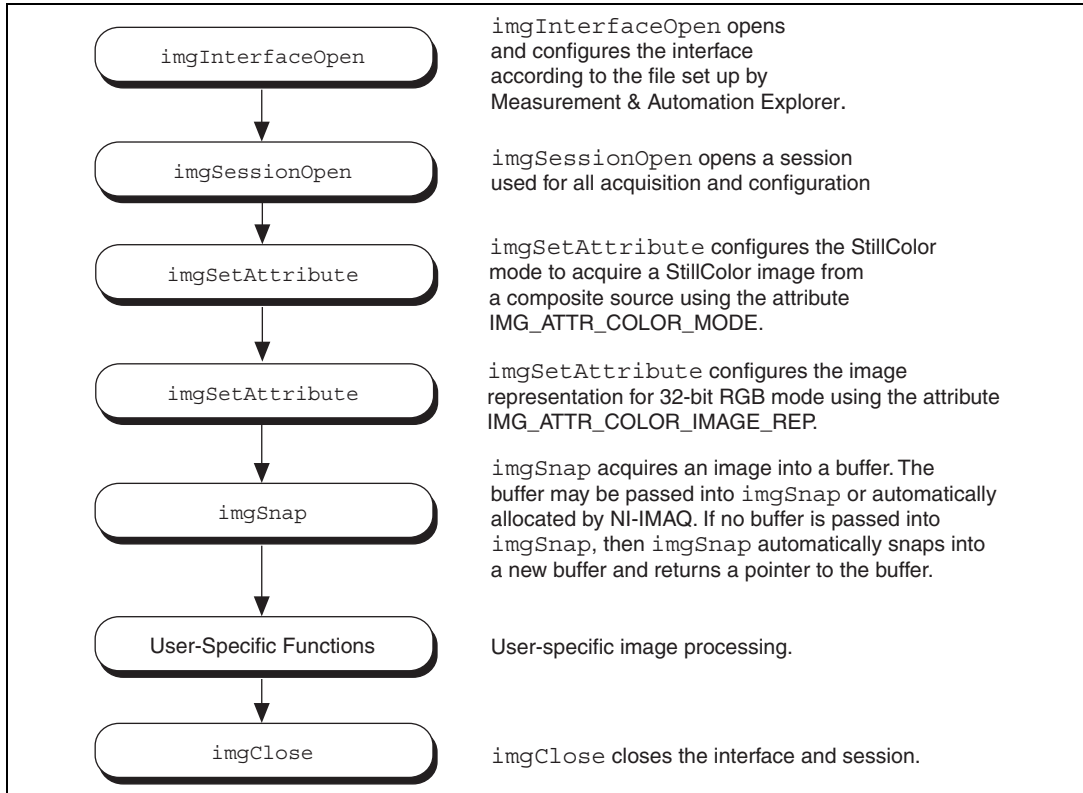 imgInterfaceOpen
imgInterfaceOpen opens
and configures the interface
according to the file set up by
Measurement & Automation Explorer.
imgSessionOpen
imgSessionOpen opens a session
used for all acquisition and configuration
imgSetAttribute
imgSetAttribute configures the StillColor
mode to acquire a StillColor image from
a composite source using the attribute
IMG_ATTR_COLOR_MODE.
imgSetAttribute
imgSetAttribute configures the image
representation for 32-bit RGB mode using the attribute
IMG_ATTR_COLOR_IMAGE_REP.
imgSnap
imgSnap acquires an image into a buffer. The
buffer may be passed into imgSnap or automatically
allocated by NI-IMAQ. If no buffer is passed into
imgSnap, then imgSnap automatically snaps into
a new buffer and returns a pointer to the buffer.
User-Specific Functions
User-specific image processing.
imgClose
imgClose closes the interface and session.